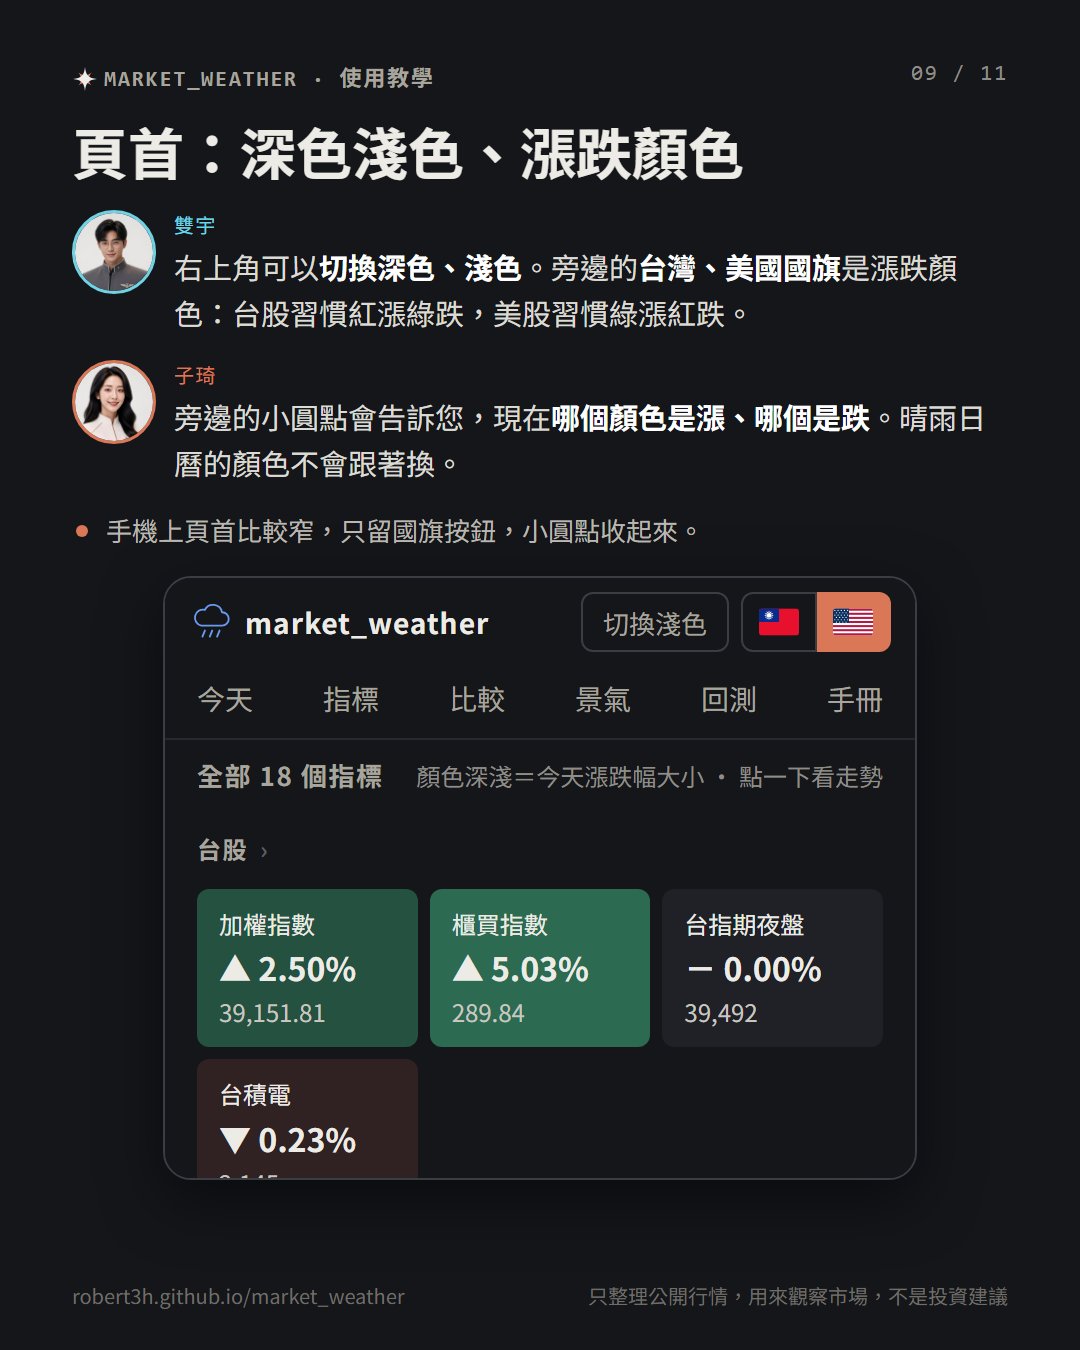 MARKET_WEATHER · 使用教學
09 / 11
頁首：深色淺色、漲跌顏色
雙宇
右上角可以切換深色、淺色。旁邊的台灣、美國國旗是漲跌顏
色：台股習慣紅漲綠跌，美股習慣綠漲紅跌。
子琦
旁邊的小圓點會告訴您，現在哪個顏色是漲、哪個是跌。晴雨日
曆的顏色不會跟著換。
手機上頁首比較窄，只留國旗按鈕，小圓點收起來。
market_weather
切換淺色
今天 指標 比較 景氣 回測 手冊
全部 18 個指標 顏色深淺＝今天漲跌幅大小 · 點一下看走勢
台股 ›
加權指數
▲ 2.50%
39,151.81
櫃買指數
▲ 5.03%
289.84
台指期夜盤
— 0.00%
39,492
台積電
▼ 0.23%
robert3h.github.io/market_weather
只整理公開行情，用來觀察市場，不是投資建議